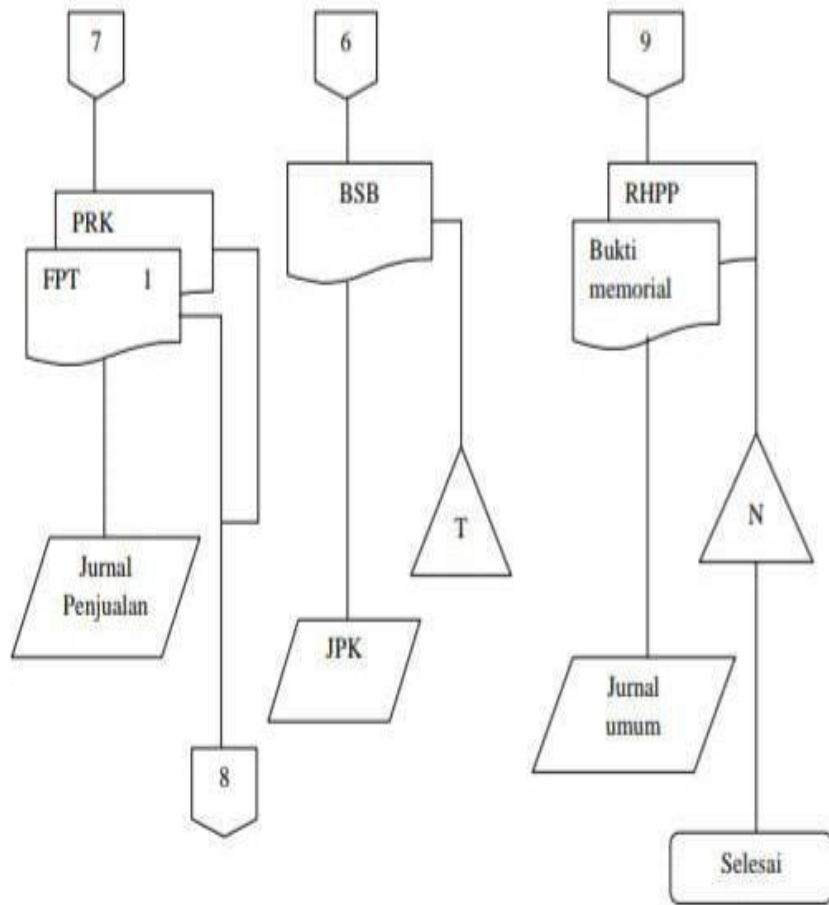 7
6
9
PRK
FPT 1
BSB
RHPP
Bukti
memorial
T
N
Jurnal
Penjualan
JPK
Jurnal
umum
8
Selesai